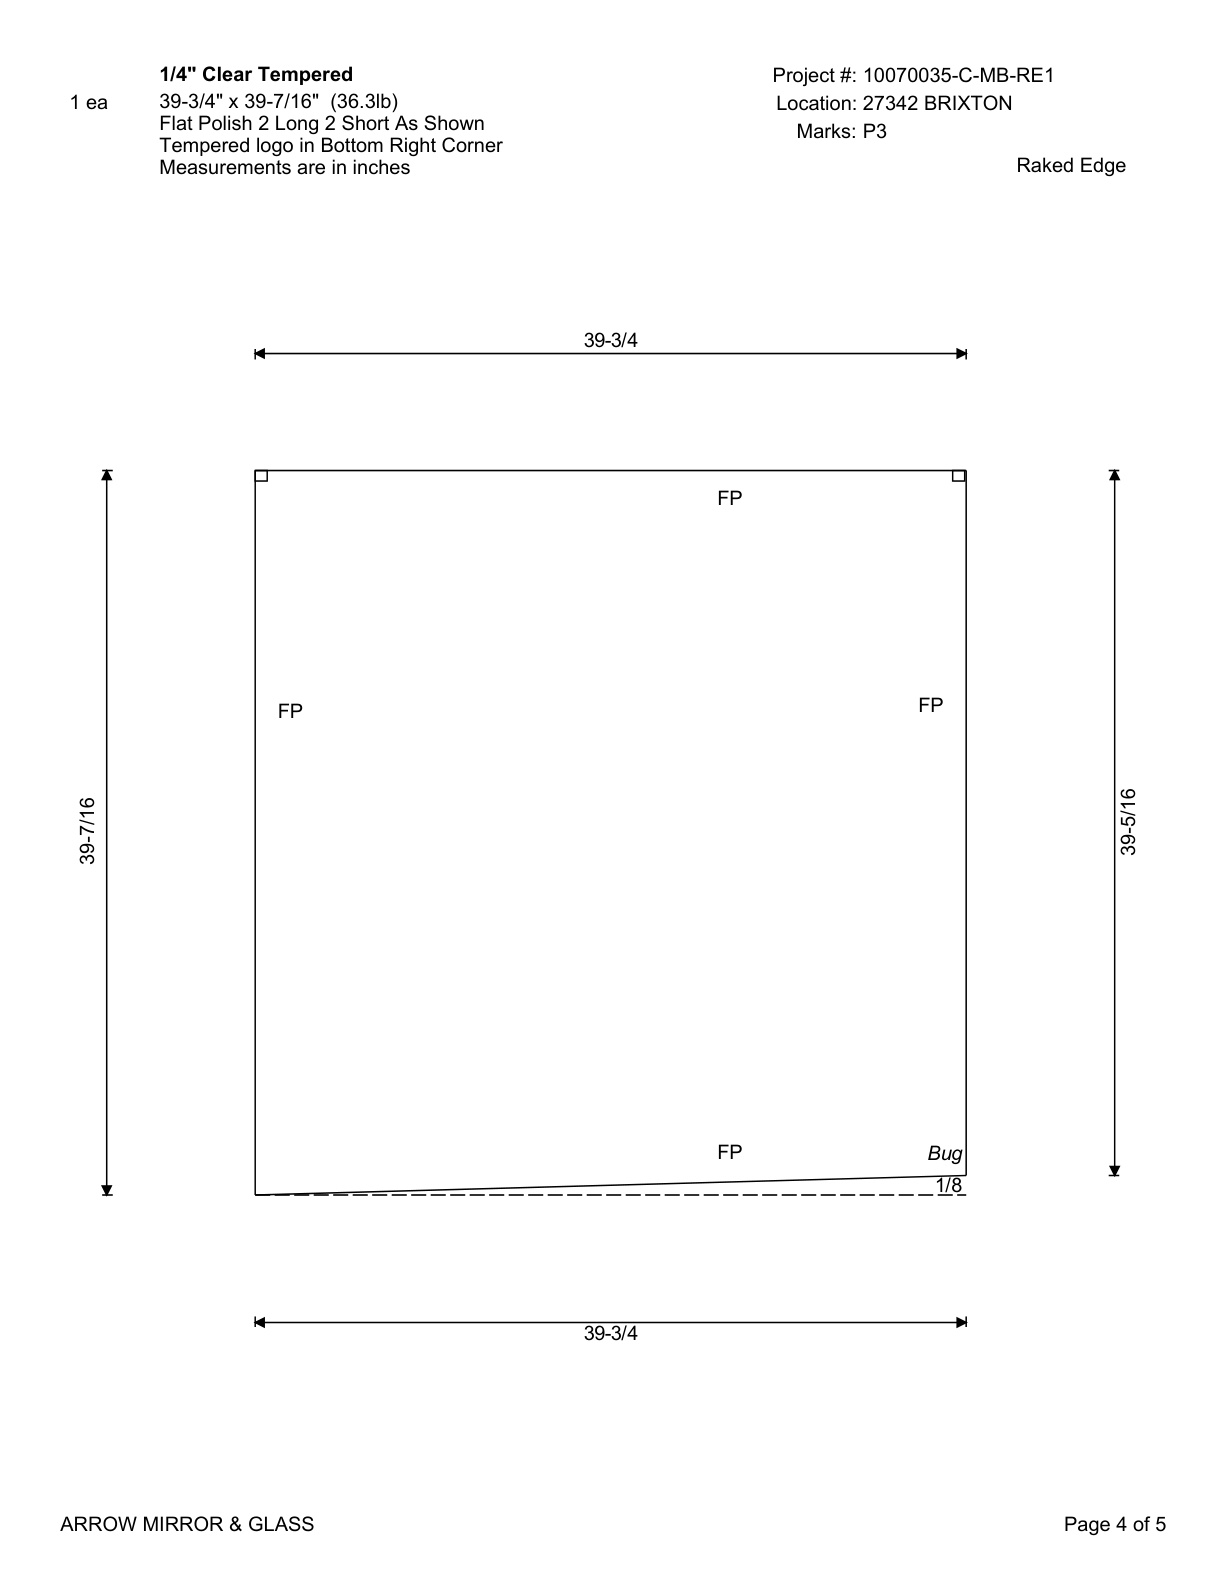 1/4" Clear Tempered
1 ea
39-3/4" x 39-7/16"  (36.3lb)
Flat Polish 2 Long 2 Short As Shown
Tempered logo in Bottom Right Corner
Measurements are in inches
Project #: 10070035-C-MB-RE1
Location: 27342 BRIXTON
Marks: P3
Raked Edge
39-3/4
FP
FP
FP
39-7/16
39-5/16
FP
Bug
1/8
39-3/4
ARROW MIRROR & GLASS
Page 4 of 5